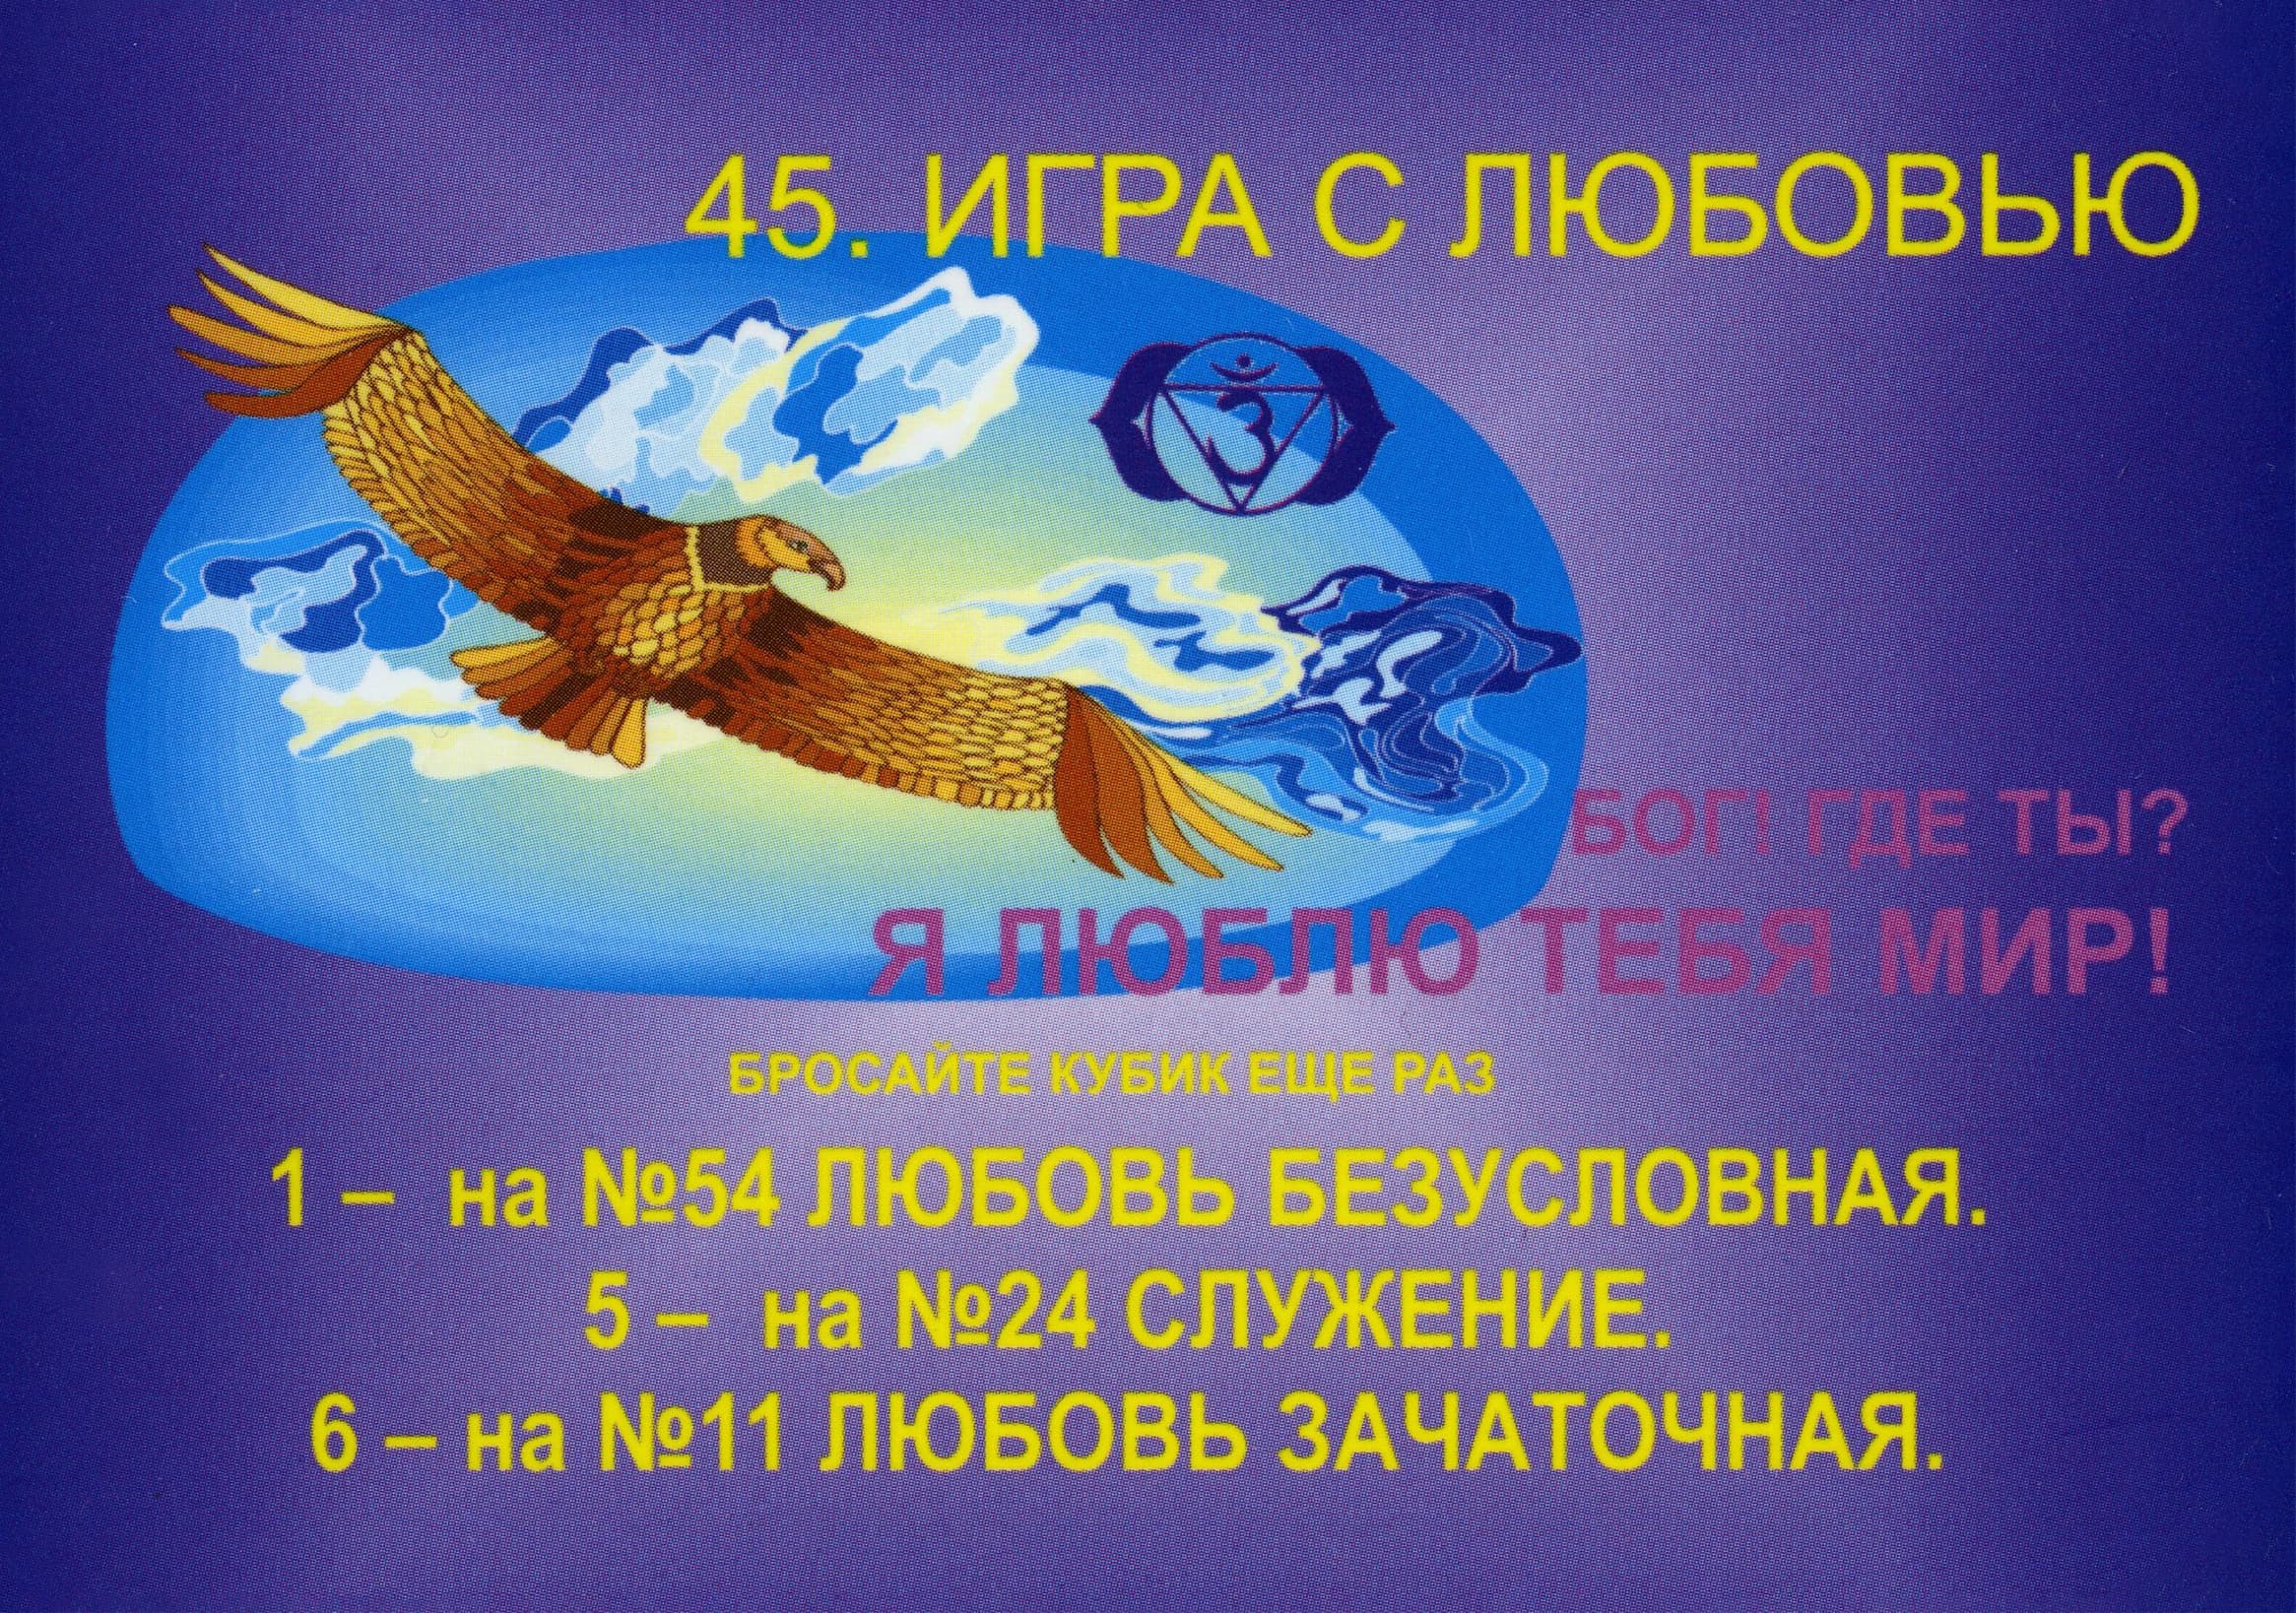 45. ИГРА С ЛЮБОВЬЮ
БОГ! ГДЕ ТЫ?
Я ЛЮБЛЮ ТЕБЯ МИР!
БРОСАЙТЕ КУБИК ЕЩЕ РАЗ
1 – на №54 ЛЮБОВЬ БЕЗУСЛОВНАЯ.
5 – на №24 СЛУЖЕНИЕ.
6 – на №11 ЛЮБОВЬ ЗАЧАТОЧНАЯ.